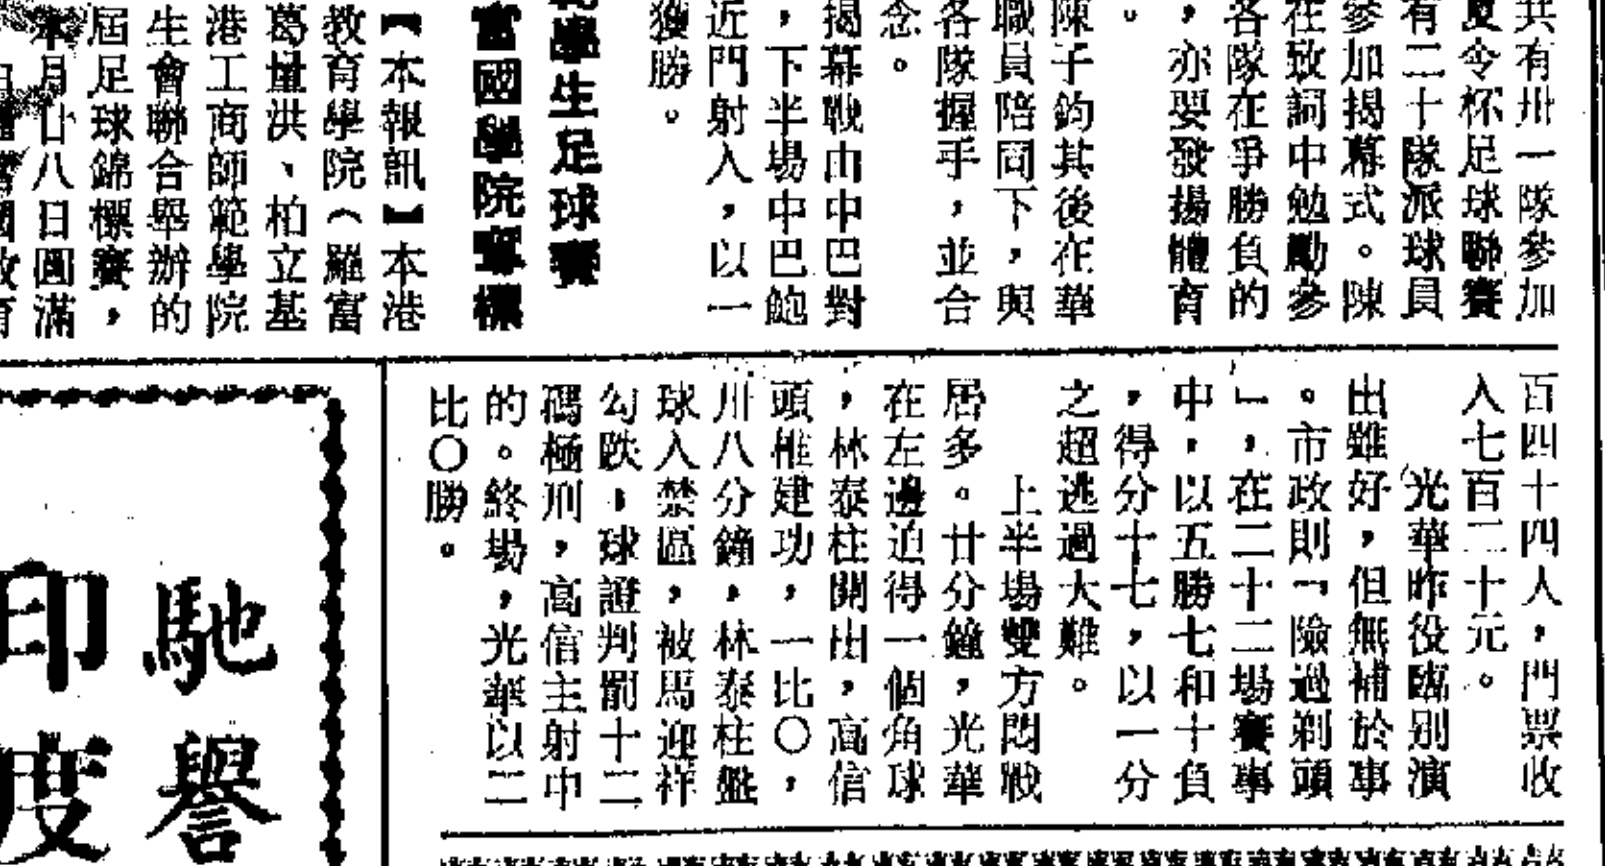 共有卅一隊參加
夏令杯足球聯賽
有二十隊派球員
參加揭幕式。陳
在致詞中勉勵參
各隊在爭勝負的
，亦要發揚體育
。
陳子鈞其後在華
職員陪同下，與
各隊握手，並合
念。
揭幕戰由中巴對
，下半場中巴鮑
近門射入，以一
獲勝。
學生足球賽
富國學院奪標
【本報訊】本港
教育學院（羅富
葛量洪、柏立基
港工商師範學院
生會聯合舉辦的
屆足球錦標賽，
本月廿八日圓滿
百四十四人，門票收
入七百二十元。
光華昨役臨別演
出雖好，但無補於事
。市政則「險過剃頭
」，在二十二場賽事
中，以五勝七和十負
，得分十七，以一分
之超逃過大難。
上半場雙方悶戰
居多。廿分鐘，光華
在左邊迫得一個角球
，林泰柱開出，高信
頭槌建功，一比〇，
卅八分鐘，林泰柱盤
球入禁區，被馬迎祥
勾跌，球證判罰十二
碼極刑，高信主射中
的。終場，光華以二
比〇勝。
馳譽
印度